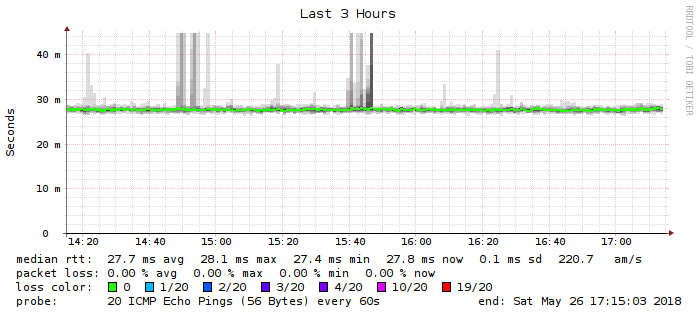 Last 3 Hours
RRDTOOL / TOBI OETIKER
Seconds
40 m
30 m
20 m
10 m
0
14:20 14:40 15:00 15:20 15:40 16:00 16:20 16:40 17:00
median rtt: 27.7 ms avg 28.1 ms max 27.4 ms min 27.8 ms now 0.1 ms sd 220.7 am/s
packet loss: 0.00 % avg 0.00 % max 0.00 % min 0.00 % now
loss color: 0 1/20 2/20 3/20 4/20 10/20 19/20
probe: 20 ICMP Echo Pings (56 Bytes) every 60s end: Sat May 26 17:15:03 2018